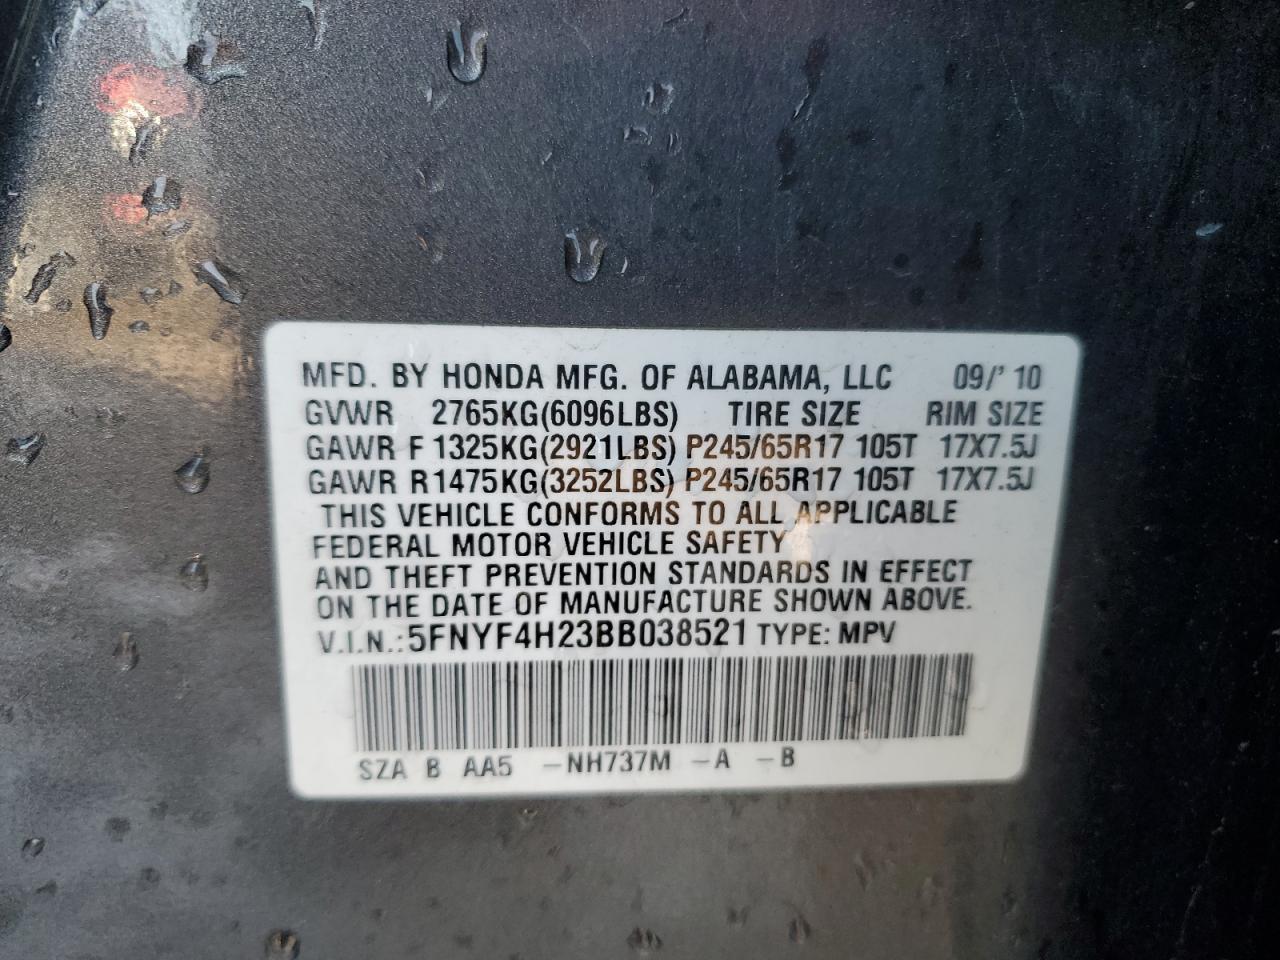 MFD. BY HONDA MFG. OF ALABAMA, LLC 09/' 10
GVWR 2765KG(6096LBS) TIRE SIZE RIM SIZE
GAWR F 1325KG(2921LBS) P245/65R17 105T 17X7.5J
GAWR R1475KG(3252LBS) P245/65R17 105T 17X7.5J
THIS VEHICLE CONFORMS TO ALL APPLICABLE
FEDERAL MOTOR VEHICLE SAFETY
AND THEFT PREVENTION STANDARDS IN EFFECT
ON THE DATE OF MANUFACTURE SHOWN ABOVE.
V.I.N.:5FNYF4H23BB038521 TYPE: MPV
SZA B AA5 -NH737M -A -B